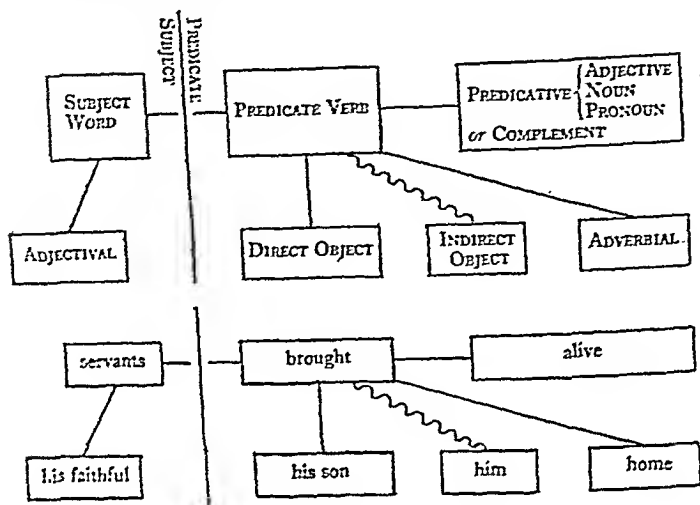 SUBJECT
PREDICATE
SUBJECT
WORD
PREDICATE VERB
PREDICATIVE { ADJECTIVE
NOUN
PRONOUN
or COMPLEMENT
ADJECTIVAL
DIRECT OBJECT
INDIRECT
OBJECT
ADVERBIAL
servants
brought
alive
his faithful
his son
him
home